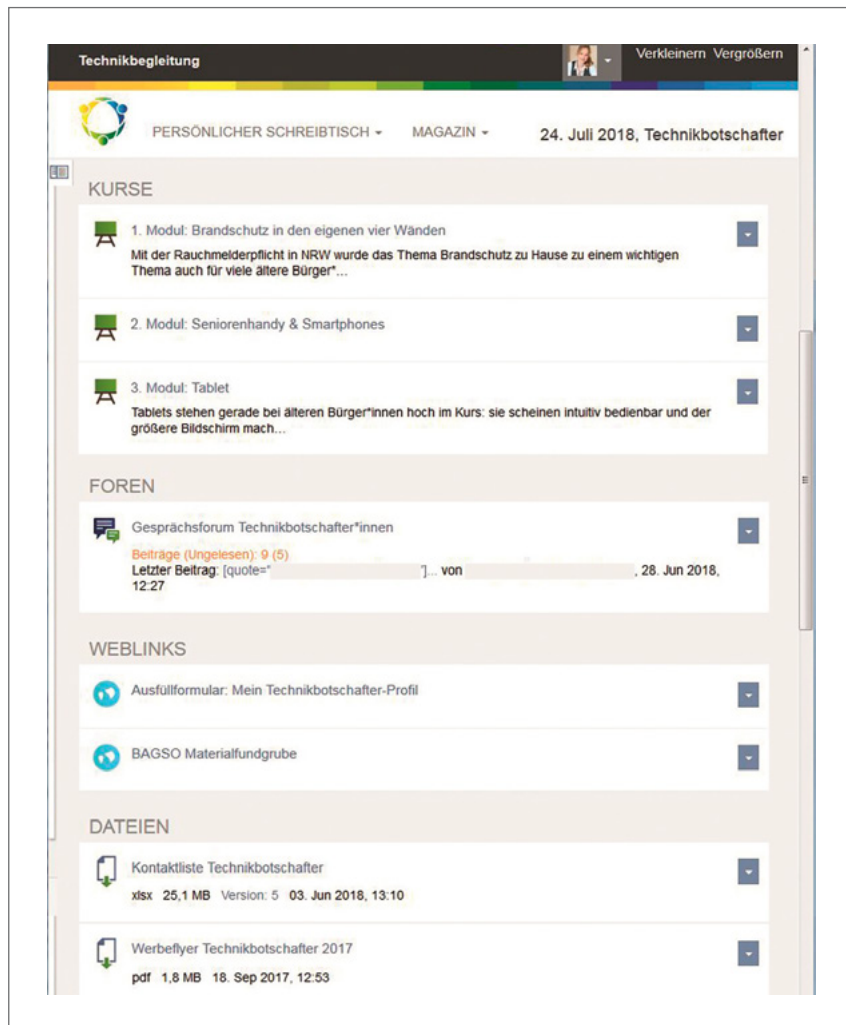 Technikbegleitung
Verkleinern Vergrößern
PERSÖNLICHER SCHREIBTISCH
MAGAZIN
24. Juli 2018, Technikbotschafter
KURSE
1. Modul: Brandschutz in den eigenen vier Wänden
Mit der Rauchmelderpflicht in NRW wurde das Thema Brandschutz zu Hause zu einem wichtigen
Thema auch für viele ältere Bürger*...
2. Modul: Seniorenhandy & Smartphones
3. Modul: Tablet
Tablets stehen gerade bei älteren Bürger*innen hoch im Kurs: sie scheinen intuitiv bedienbar und der
größere Bildschirm mach...
FOREN
Gesprächsforum Technikbotschafter*innen
Beiträge (Ungelesen): 9 (5)
Letzter Beitrag: [quote=" "]... von , 28. Jun 2018,
12:27
WEBLINKS
Ausfüllformular: Mein Technikbotschafter-Profil
BAGSO Materialfundgrube
DATEIEN
Kontaktliste Technikbotschafter
xlsx 25,1 MB Version: 5 03. Jun 2018, 13:10
Werbeflyer Technikbotschafter 2017
pdf 1,8 MB 18. Sep 2017, 12:53